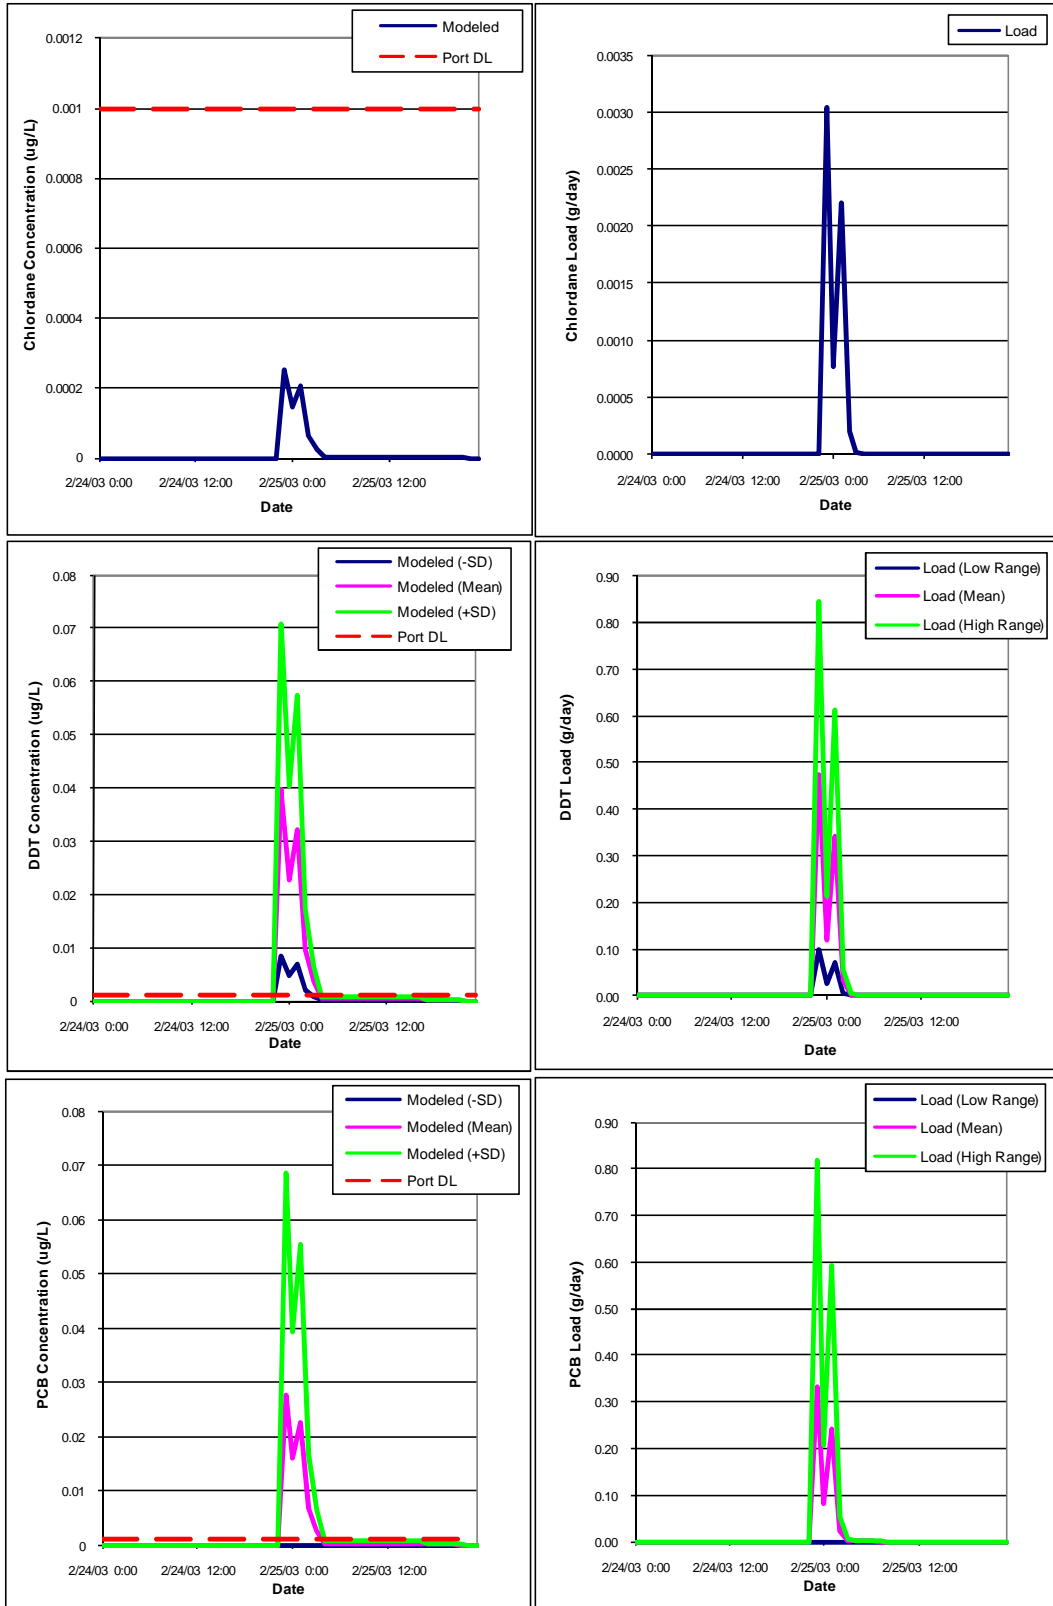 Modeled
Port DL
Chlordane Concentration (ug/L)
0.0012
0.001
0.0008
0.0006
0.0004
0.0002
0
2/24/03 0:00 2/24/03 12:00 2/25/03 0:00 2/25/03 12:00
Date
Load
Chlordane Load (g/day)
0.0035
0.0030
0.0025
0.0020
0.0015
0.0010
0.0005
0.0000
2/24/03 0:00 2/24/03 12:00 2/25/03 0:00 2/25/03 12:00
Date
Modeled (-SD)
Modeled (Mean)
Modeled (+SD)
Port DL
DDT Concentration (ug/L)
0.08
0.07
0.06
0.05
0.04
0.03
0.02
0.01
0
2/24/03 0:00 2/24/03 12:00 2/25/03 0:00 2/25/03 12:00
Date
Load (Low Range)
Load (Mean)
Load (High Range)
DDT Load (g/day)
0.90
0.80
0.70
0.60
0.50
0.40
0.30
0.20
0.10
0.00
2/24/03 0:00 2/24/03 12:00 2/25/03 0:00 2/25/03 12:00
Date
Modeled (-SD)
Modeled (Mean)
Modeled (+SD)
Port DL
PCB Concentration (ug/L)
0.08
0.07
0.06
0.05
0.04
0.03
0.02
0.01
0
2/24/03 0:00 2/24/03 12:00 2/25/03 0:00 2/25/03 12:00
Date
Load (Low Range)
Load (Mean)
Load (High Range)
PCB Load (g/day)
0.90
0.80
0.70
0.60
0.50
0.40
0.30
0.20
0.10
0.00
2/24/03 0:00 2/24/03 12:00 2/25/03 0:00 2/25/03 12:00
Date